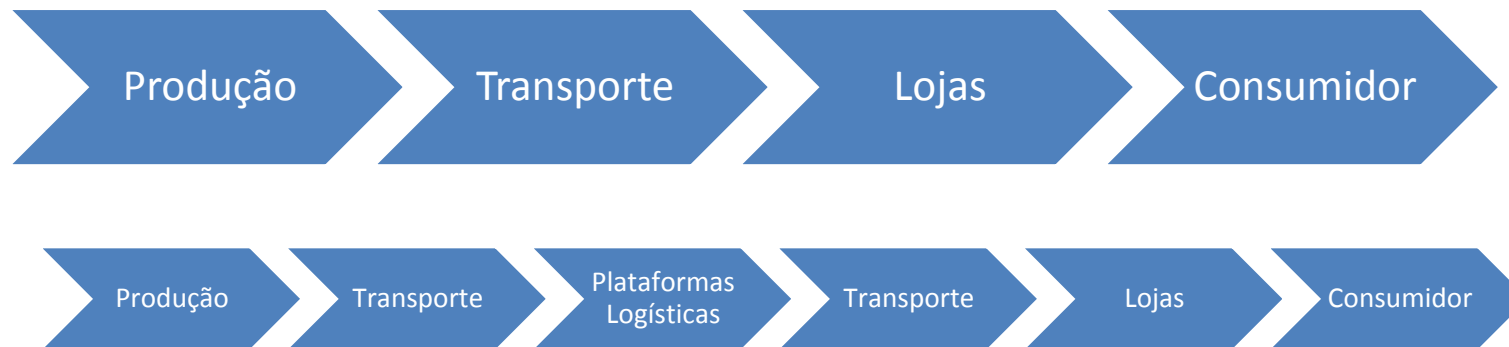 Produção
Transporte
Lojas
Consumidor
Produção
Transporte
Plataformas
Logísticas
Transporte
Lojas
Consumidor